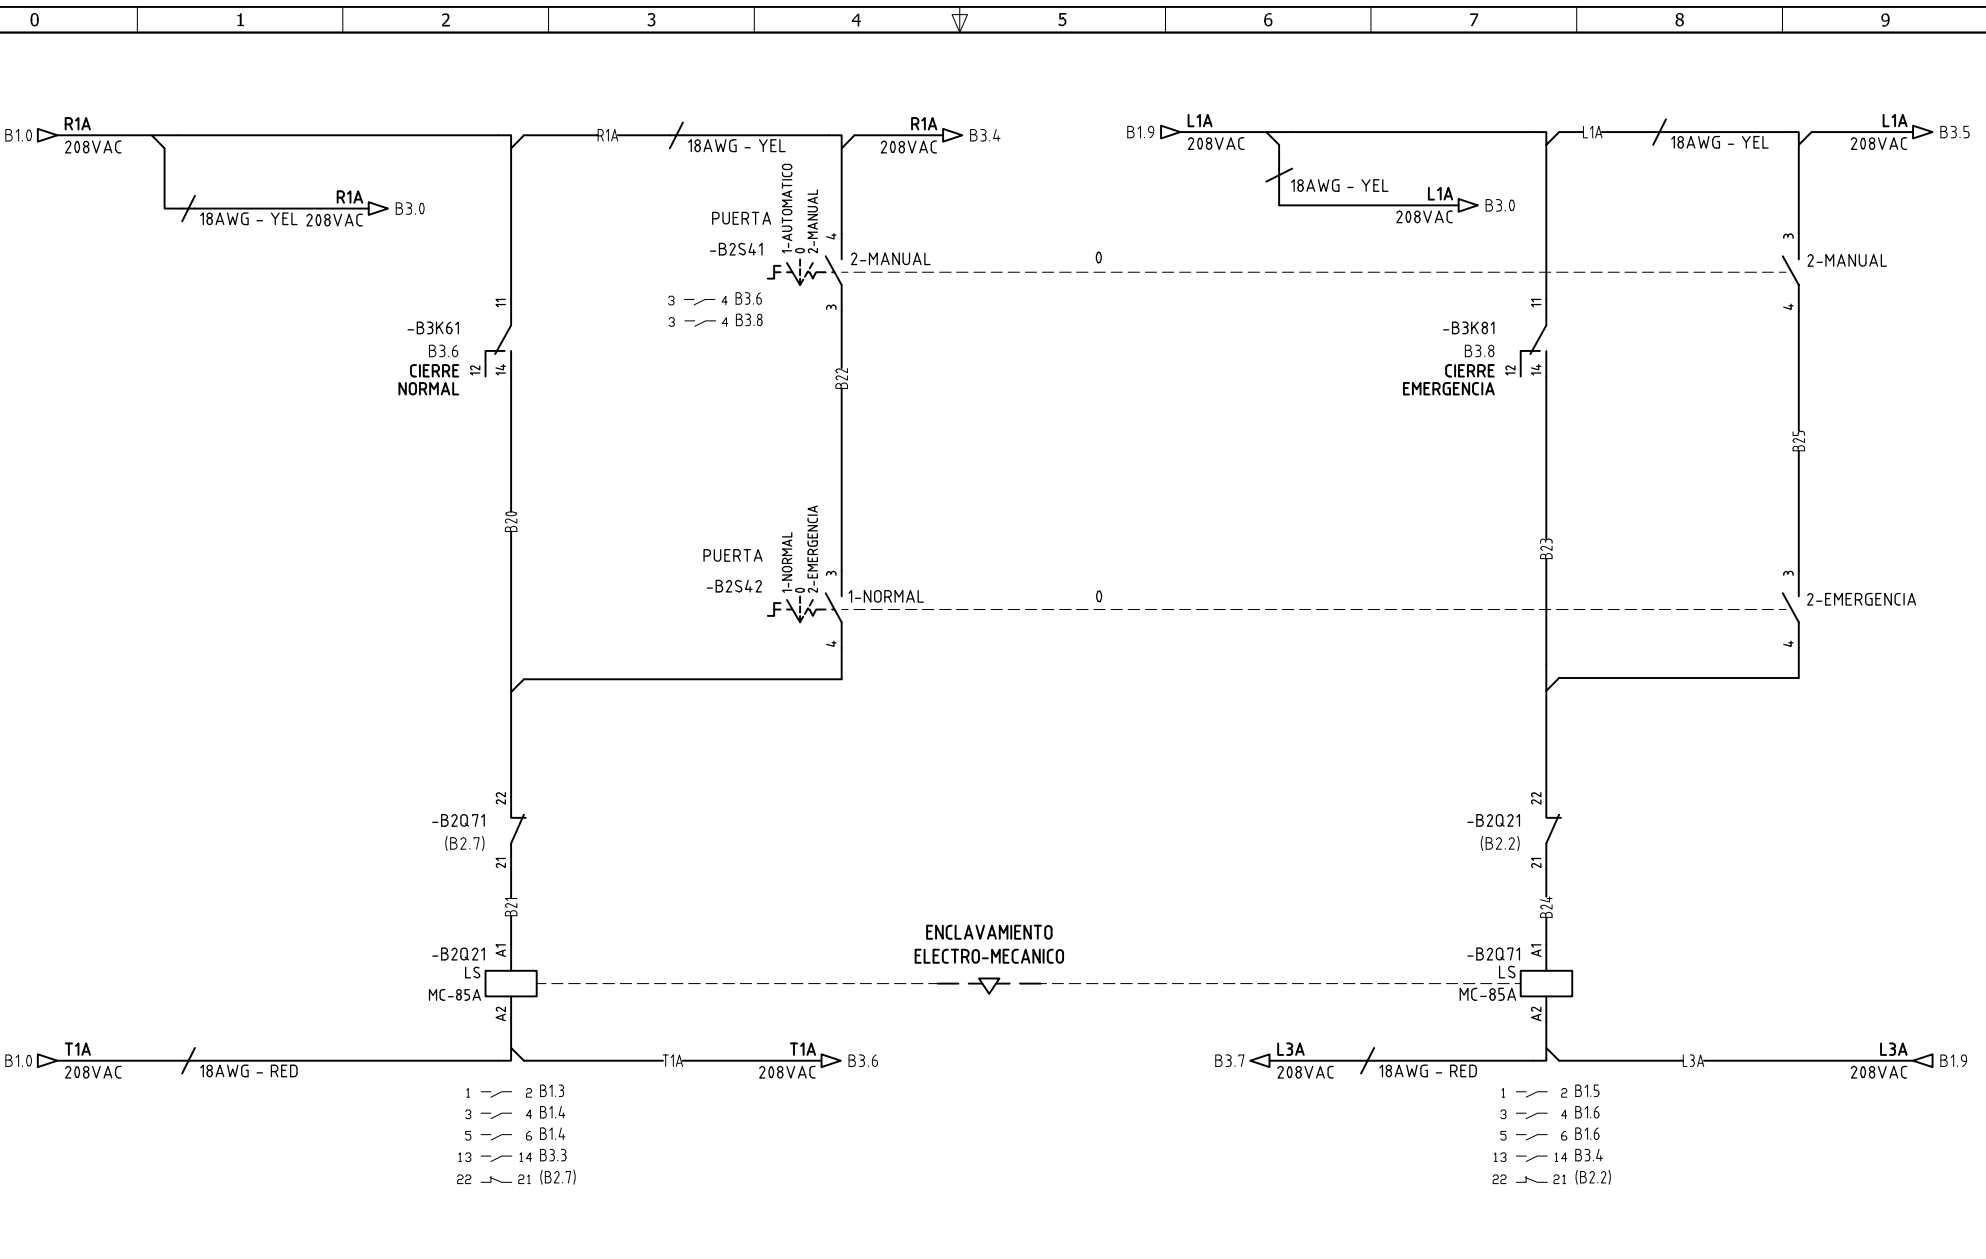 0 1 2 3 4 5 6 7 8 9
B1.0 R1A
208VAC
R1A
18AWG - YEL
R1A B3.4
208VAC
B1.9 L1A
208VAC
L1A
18AWG - YEL
L1A B3.5
208VAC
R1A B3.0
18AWG - YEL 208VAC
18AWG - YEL
L1A B3.0
208VAC
PUERTA
-B2S41
1-AUTOMATICO
0
2-MANUAL
4
2-MANUAL
3
0
3
2-MANUAL
4
3 4 B3.6
3 4 B3.8
11
-B3K61
B3.6
CIERRE
NORMAL
12
14
11
-B3K81
B3.8
CIERRE
EMERGENCIA
12
14
B22
B25
B20
B23
PUERTA
-B2S42
1-NORMAL
0
2-EMERGENCIA
3
1-NORMAL
4
0
3
2-EMERGENCIA
4
22
-B2Q71
(B2.7)
21
22
-B2Q21
(B2.2)
21
B21
B24
ENCLAVAMIENTO
ELECTRO-MECANICO
-B2Q21 A1
LS
MC-85A
A2
-B2Q71 A1
LS
MC-85A
A2
B1.0 T1A
208VAC
18AWG - RED
T1A
T1A B3.6
208VAC
B3.7 L3A
208VAC
18AWG - RED
L3A
L3A B1.9
208VAC
1 2 B1.3
3 4 B1.4
5 6 B1.4
13 14 B3.3
22 21 (B2.7)
1 2 B1.5
3 4 B1.6
5 6 B1.6
13 14 B3.4
22 21 (B2.2)